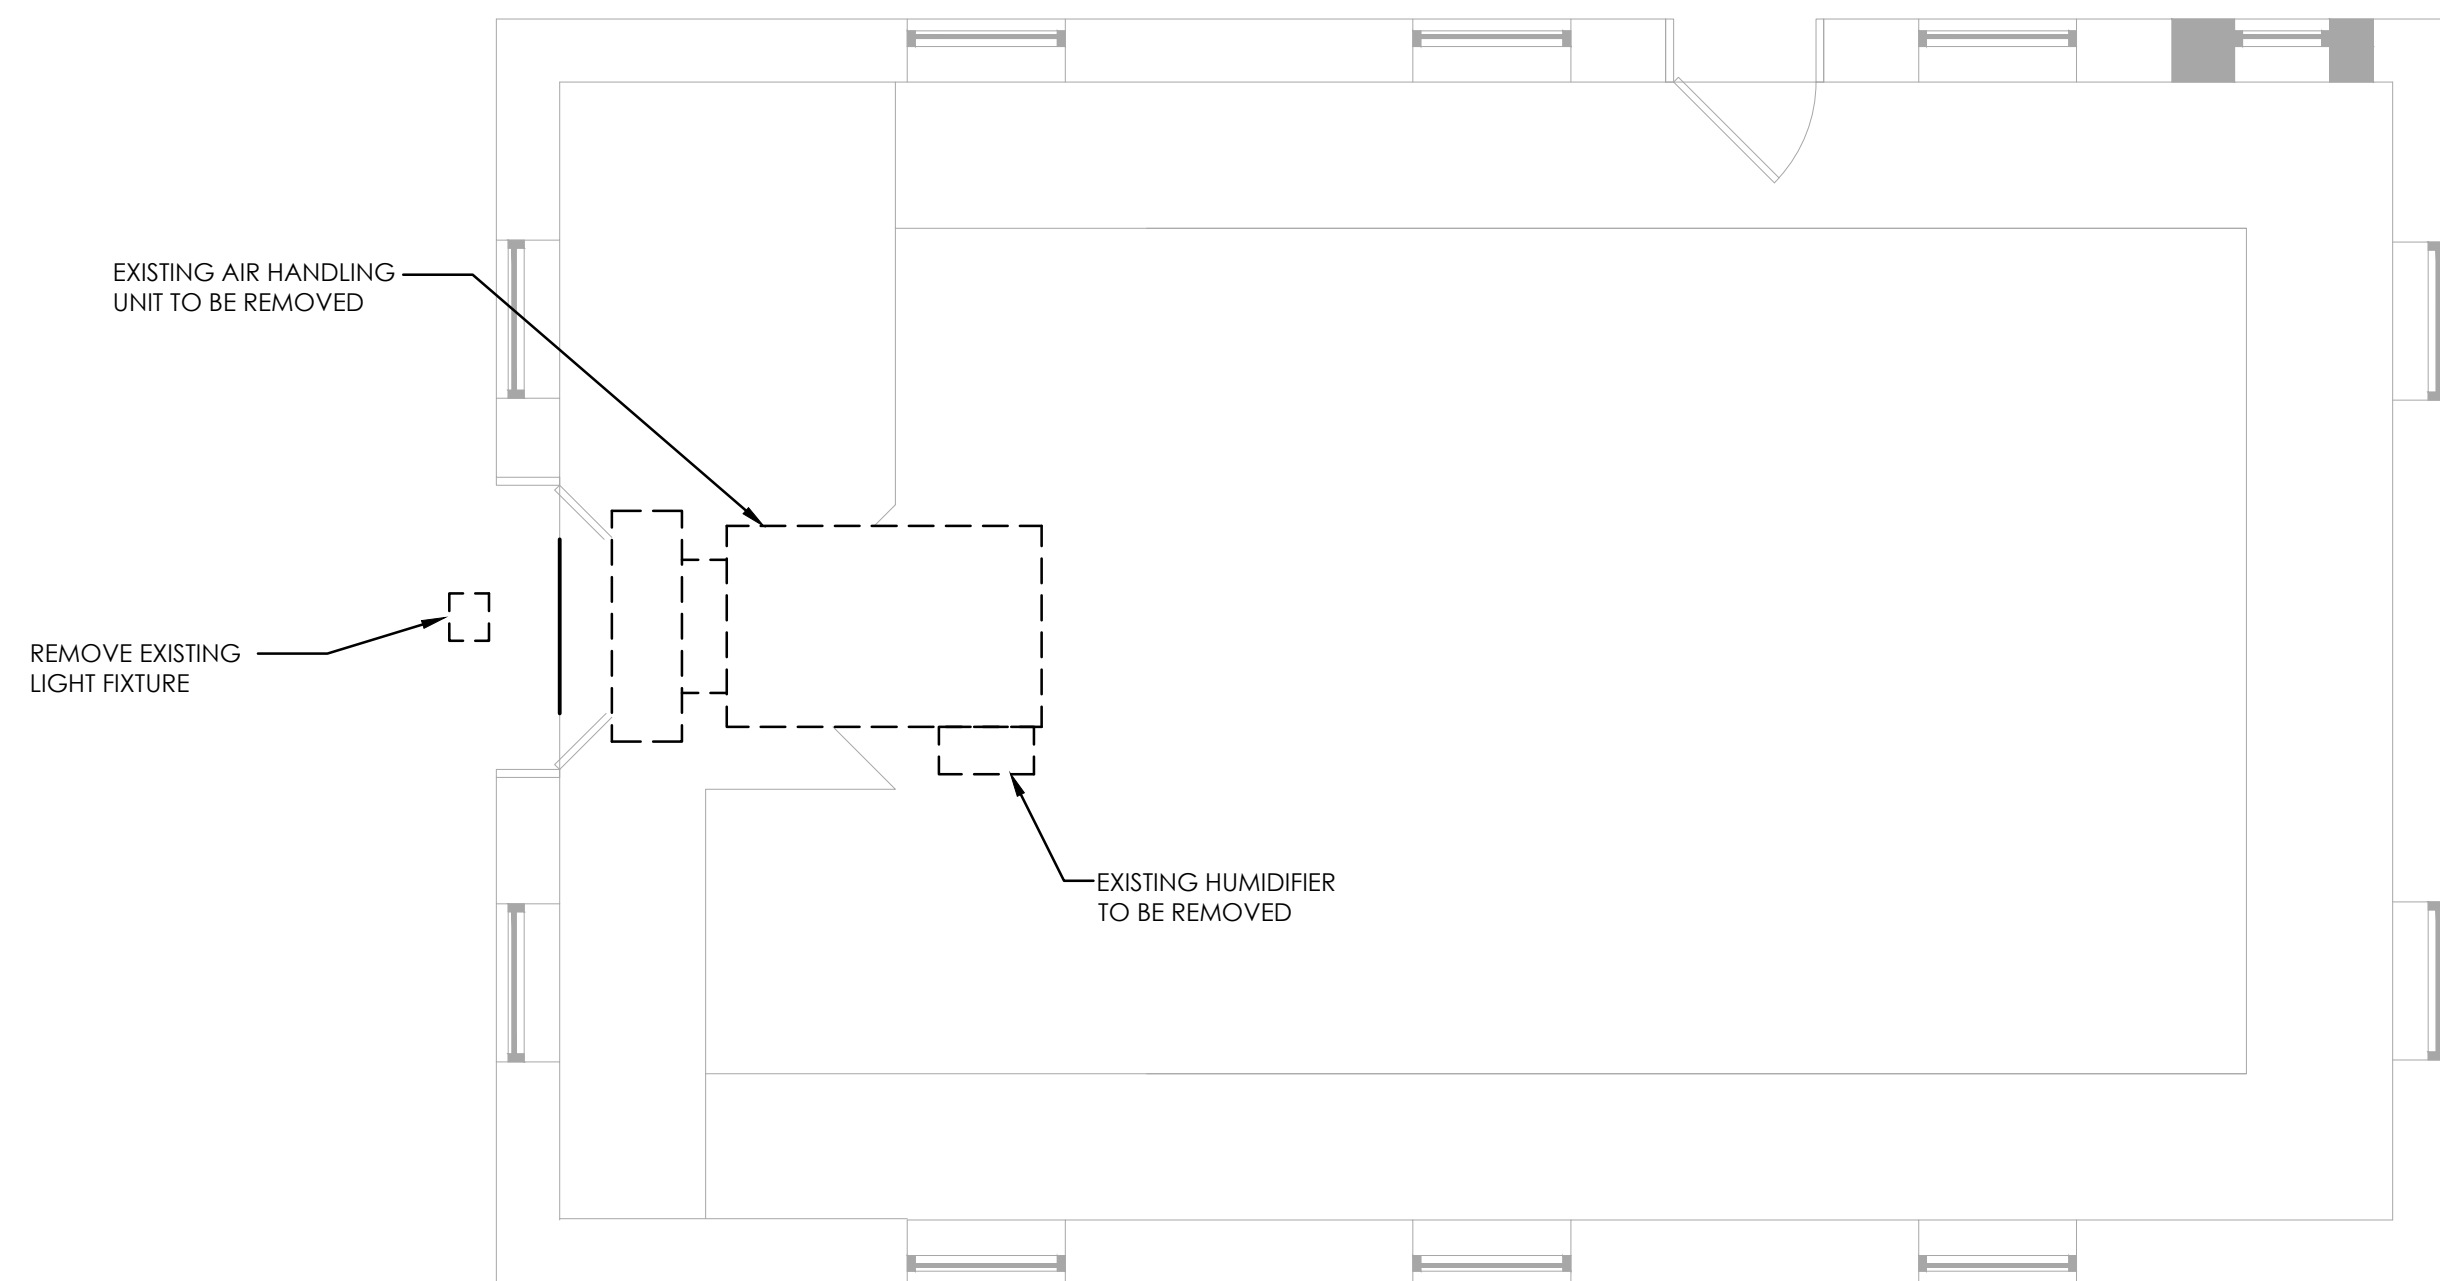 EXISTING AIR HANDLING
UNIT TO BE REMOVED
REMOVE EXISTING
LIGHT FIXTURE
EXISTING HUMIDIFIER
TO BE REMOVED